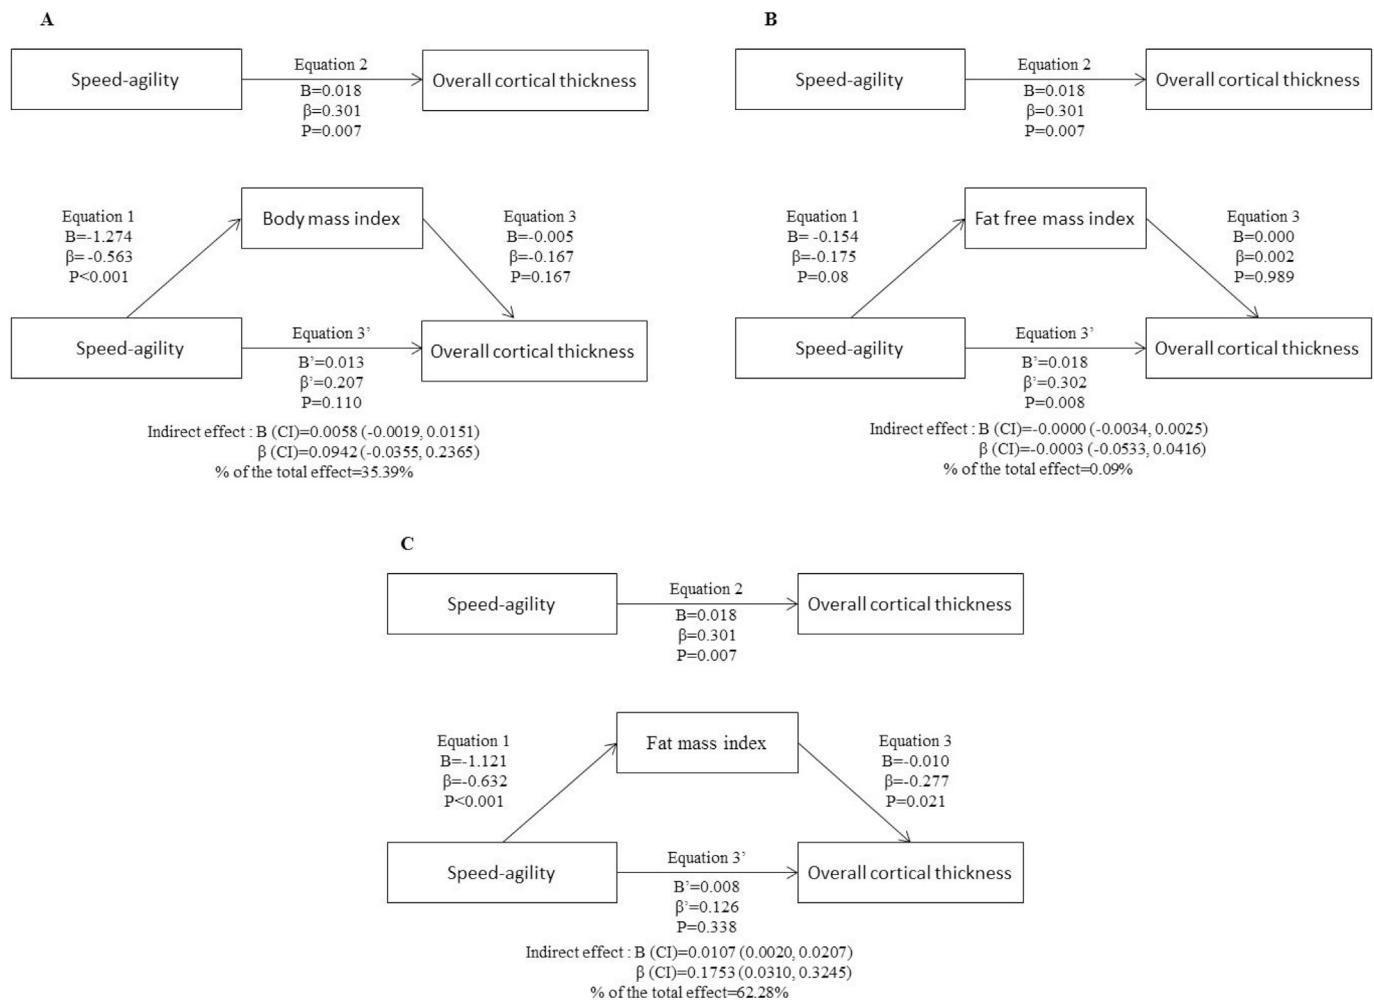 A
Speed-agility
Equation 2
B=0.018
β=0.301
P=0.007
Overall cortical thickness
Equation 1
B=-1.274
β= -0.563
P<0.001
Body mass index
Equation 3
B=-0.005
β=-0.167
P=0.167
Speed-agility
Equation 3’
B’=0.013
β’=0.207
P=0.110
Overall cortical thickness
Indirect effect : B (CI)=0.0058 (-0.0019, 0.0151)
β (CI)=0.0942 (-0.0355, 0.2365)
% of the total effect=35.39%
B
Speed-agility
Equation 2
B=0.018
β=0.301
P=0.007
Overall cortical thickness
Equation 1
B= -0.154
β=-0.175
P=0.08
Fat free mass index
Equation 3
B=0.000
β=0.002
P=0.989
Speed-agility
Equation 3’
B’=0.018
β’=0.302
P=0.008
Overall cortical thickness
Indirect effect : B (CI)=-0.0000 (-0.0034, 0.0025)
β (CI)=-0.0003 (-0.0533, 0.0416)
% of the total effect=0.09%
C
Speed-agility
Equation 2
B=0.018
β=0.301
P=0.007
Overall cortical thickness
Equation 1
B=-1.121
β=-0.632
P<0.001
Fat mass index
Equation 3
B=-0.010
β=-0.277
P=0.021
Speed-agility
Equation 3’
B’=0.008
β’=0.126
P=0.338
Overall cortical thickness
Indirect effect : B (CI)=0.0107 (0.0020, 0.0207)
β (CI)=0.1753 (0.0310, 0.3245)
% of the total effect=62.28%